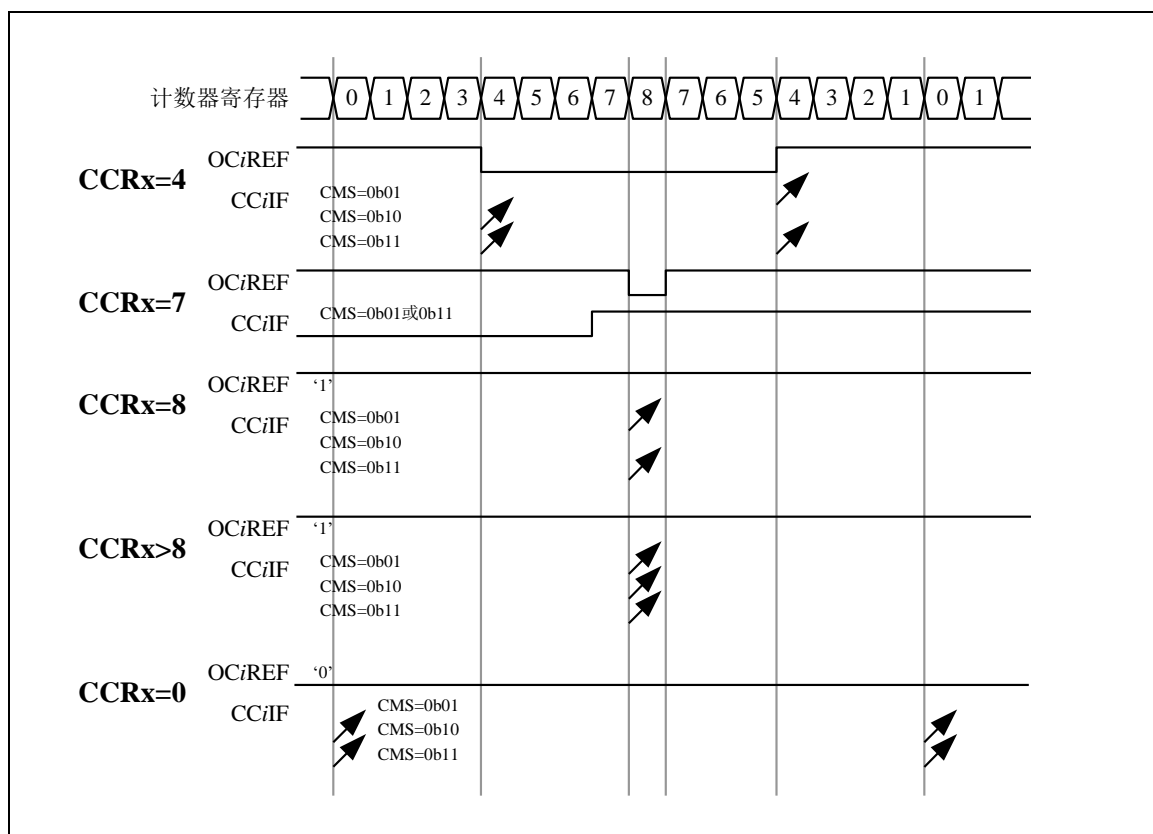 计数器寄存器 0 1 2 3 4 5 6 7 8 7 6 5 4 3 2 1 0 1
OCiREF
CCRx=4
CCiIF
CMS=0b01
CMS=0b10
CMS=0b11
OCiREF
CCRx=7
CCiIF
CMS=0b01或0b11
OCiREF ‘1’
CCRx=8
CCiIF
CMS=0b01
CMS=0b10
CMS=0b11
OCiREF ‘1’
CCRx>8
CCiIF
CMS=0b01
CMS=0b10
CMS=0b11
OCiREF ‘0’
CCRx=0
CCiIF
CMS=0b01
CMS=0b10
CMS=0b11